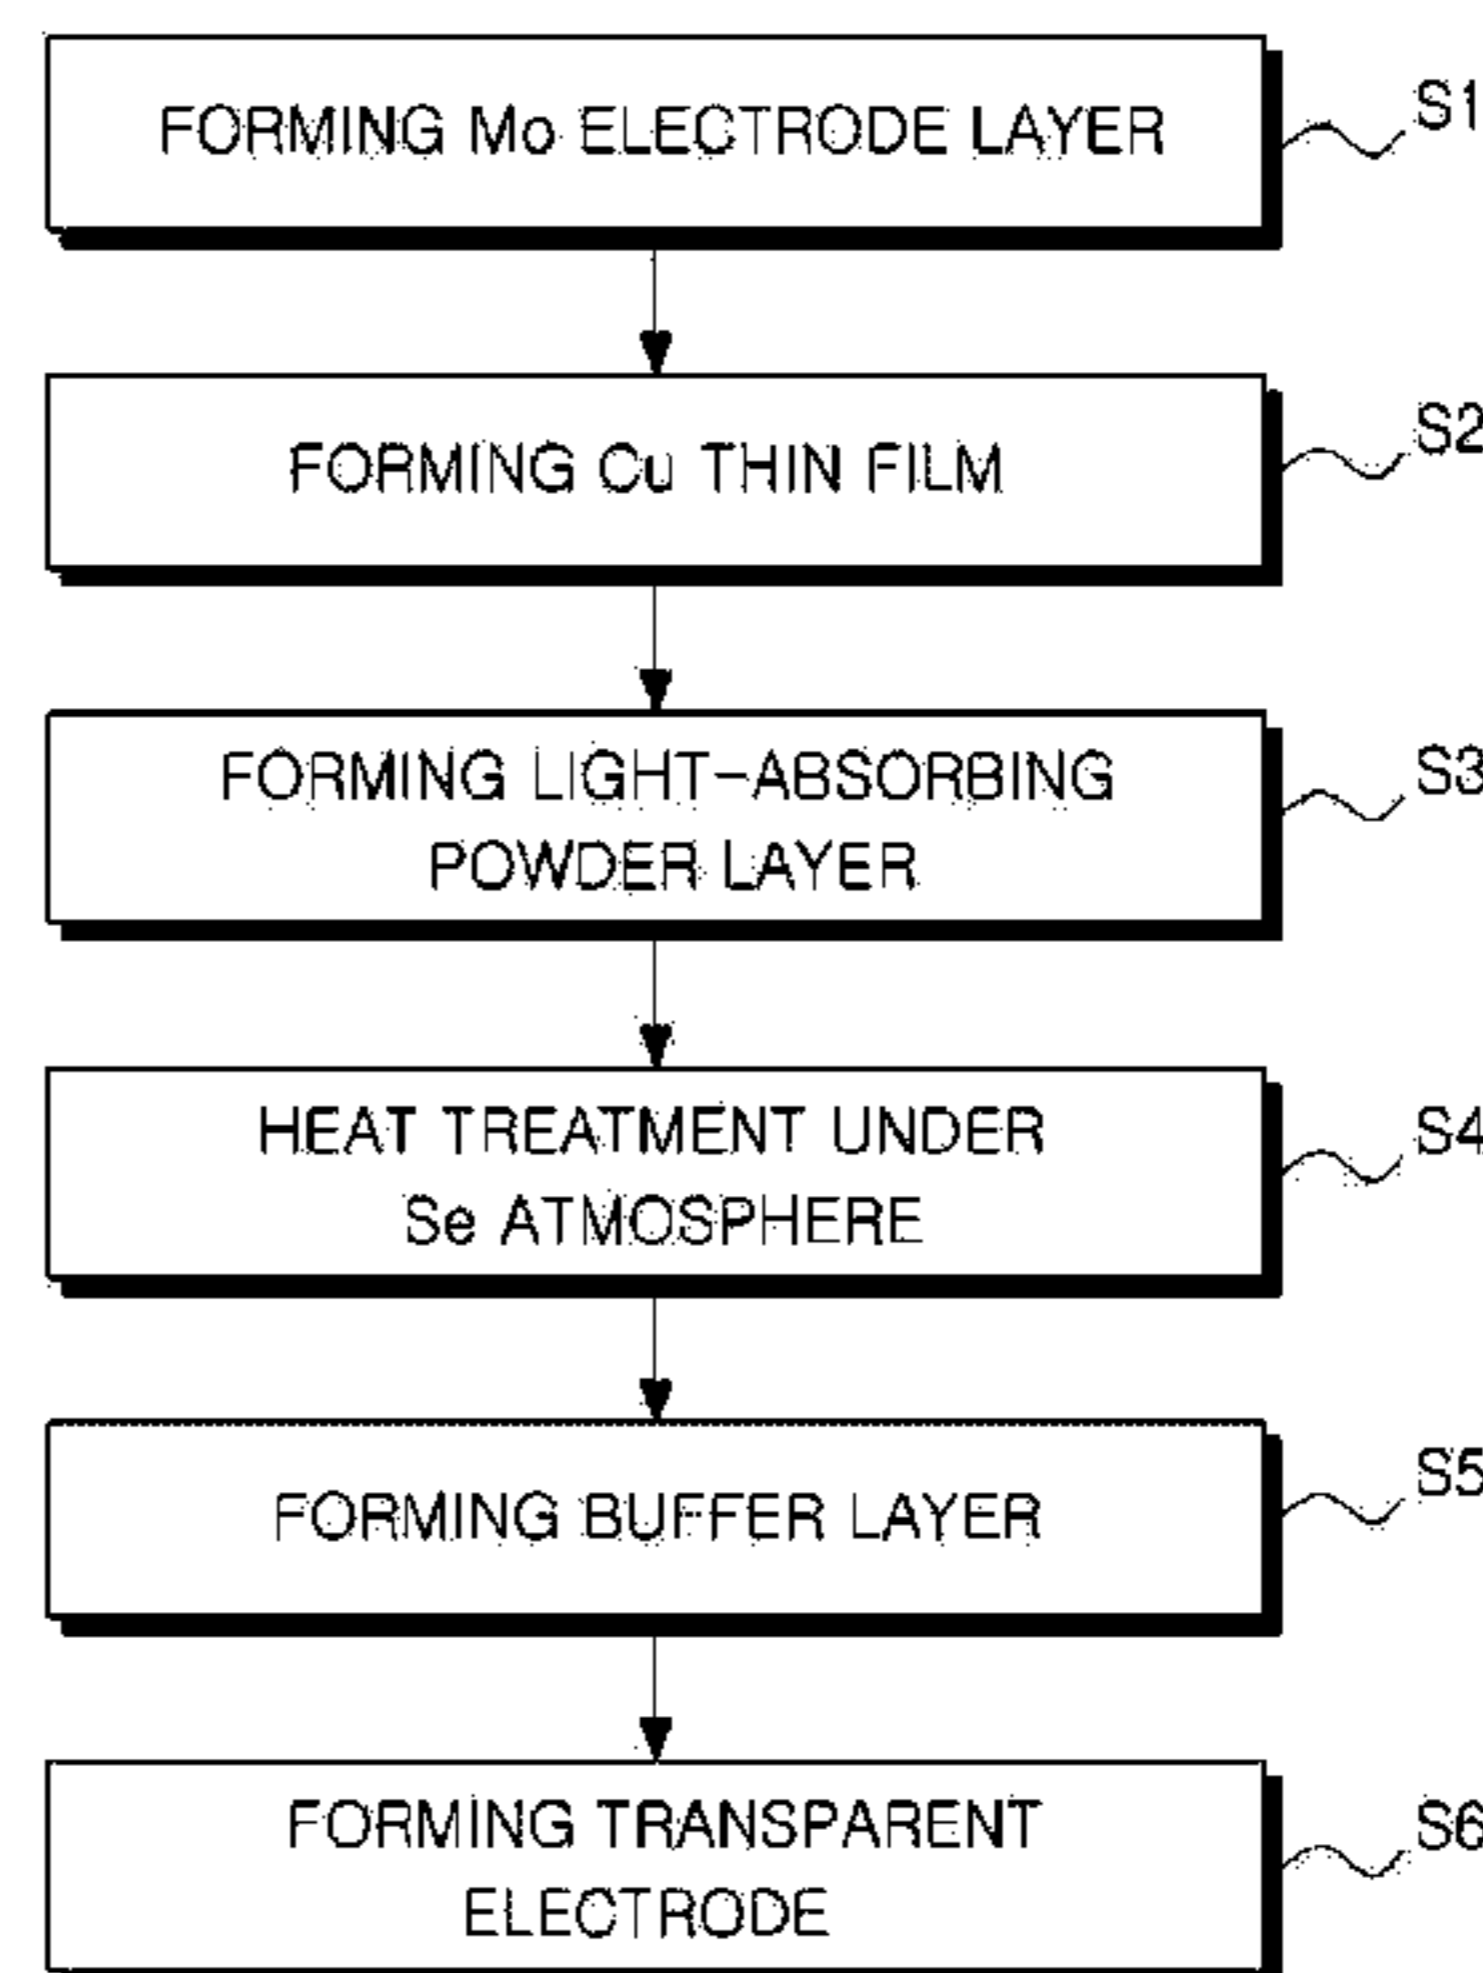 FORMING Mo ELECTRODE LAYER
S1
FORMING Cu THIN FILM
S2
FORMING LIGHT-ABSORBING
POWDER LAYER
S3
HEAT TREATMENT UNDER
Se ATMOSPHERE
S4
FORMING BUFFER LAYER
S5
FORMING TRANSPARENT
ELECTRODE
S6